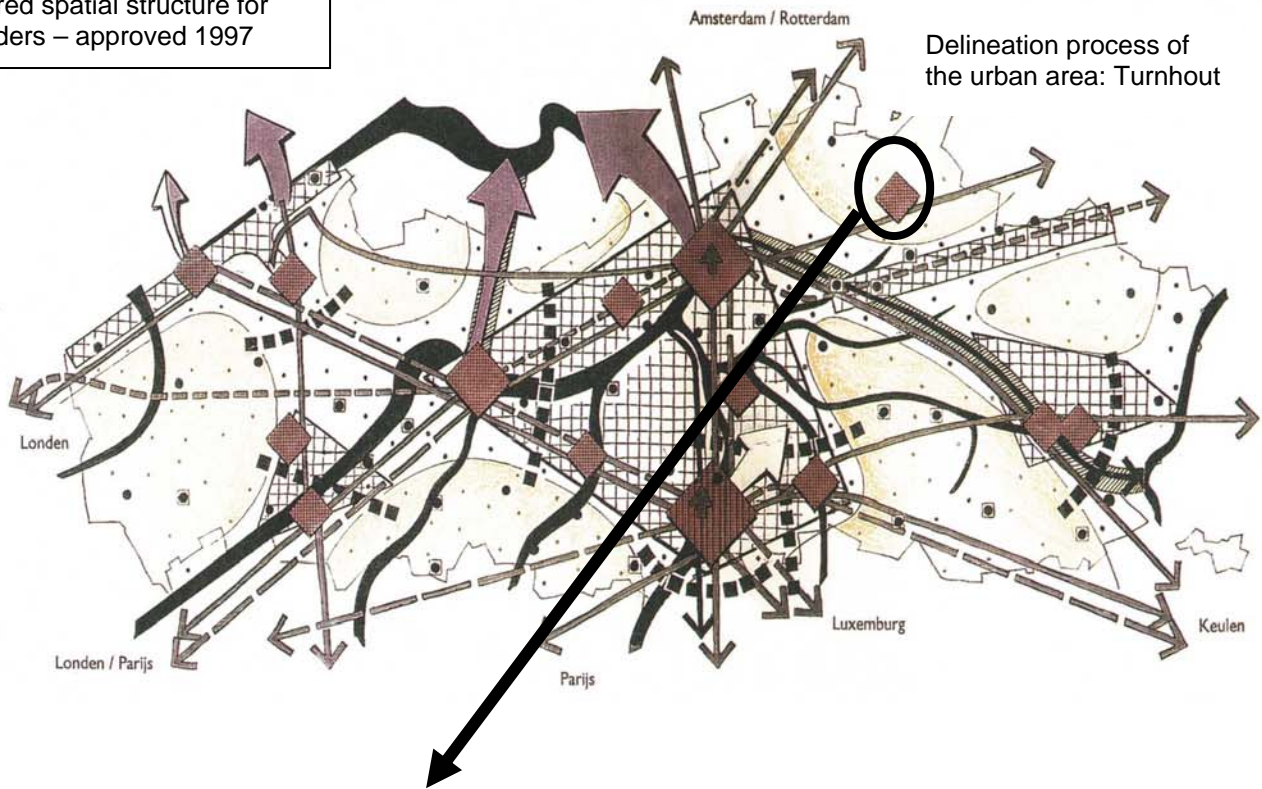 red spatial structure for
ders – approved 1997
Amsterdam / Rotterdam
Delineation process of
the urban area: Turnhout
Londen
Londen / Parijs
Parijs
Luxemburg
Keulen